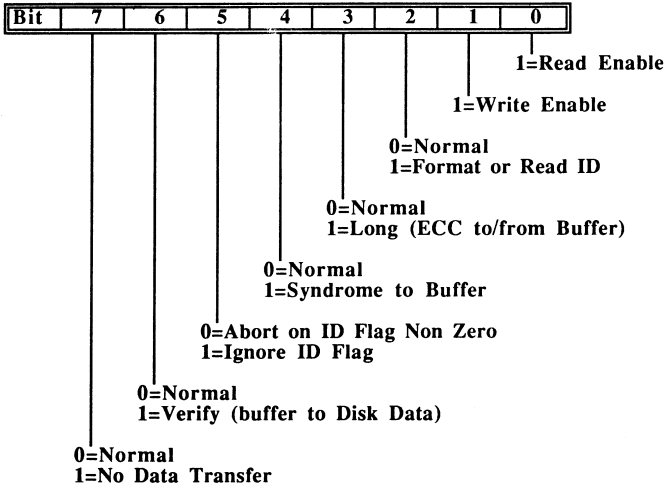 Bit 7 6 5 4 3 2 1 0
1=Read Enable
1=Write Enable
0=Normal
1=Format or Read ID
0=Normal
1=Long (ECC to/from Buffer)
0=Normal
1=Syndrome to Buffer
0=Abort on ID Flag Non Zero
1=Ignore ID Flag
0=Normal
1=Verify (buffer to Disk Data)
0=Normal
1=No Data Transfer